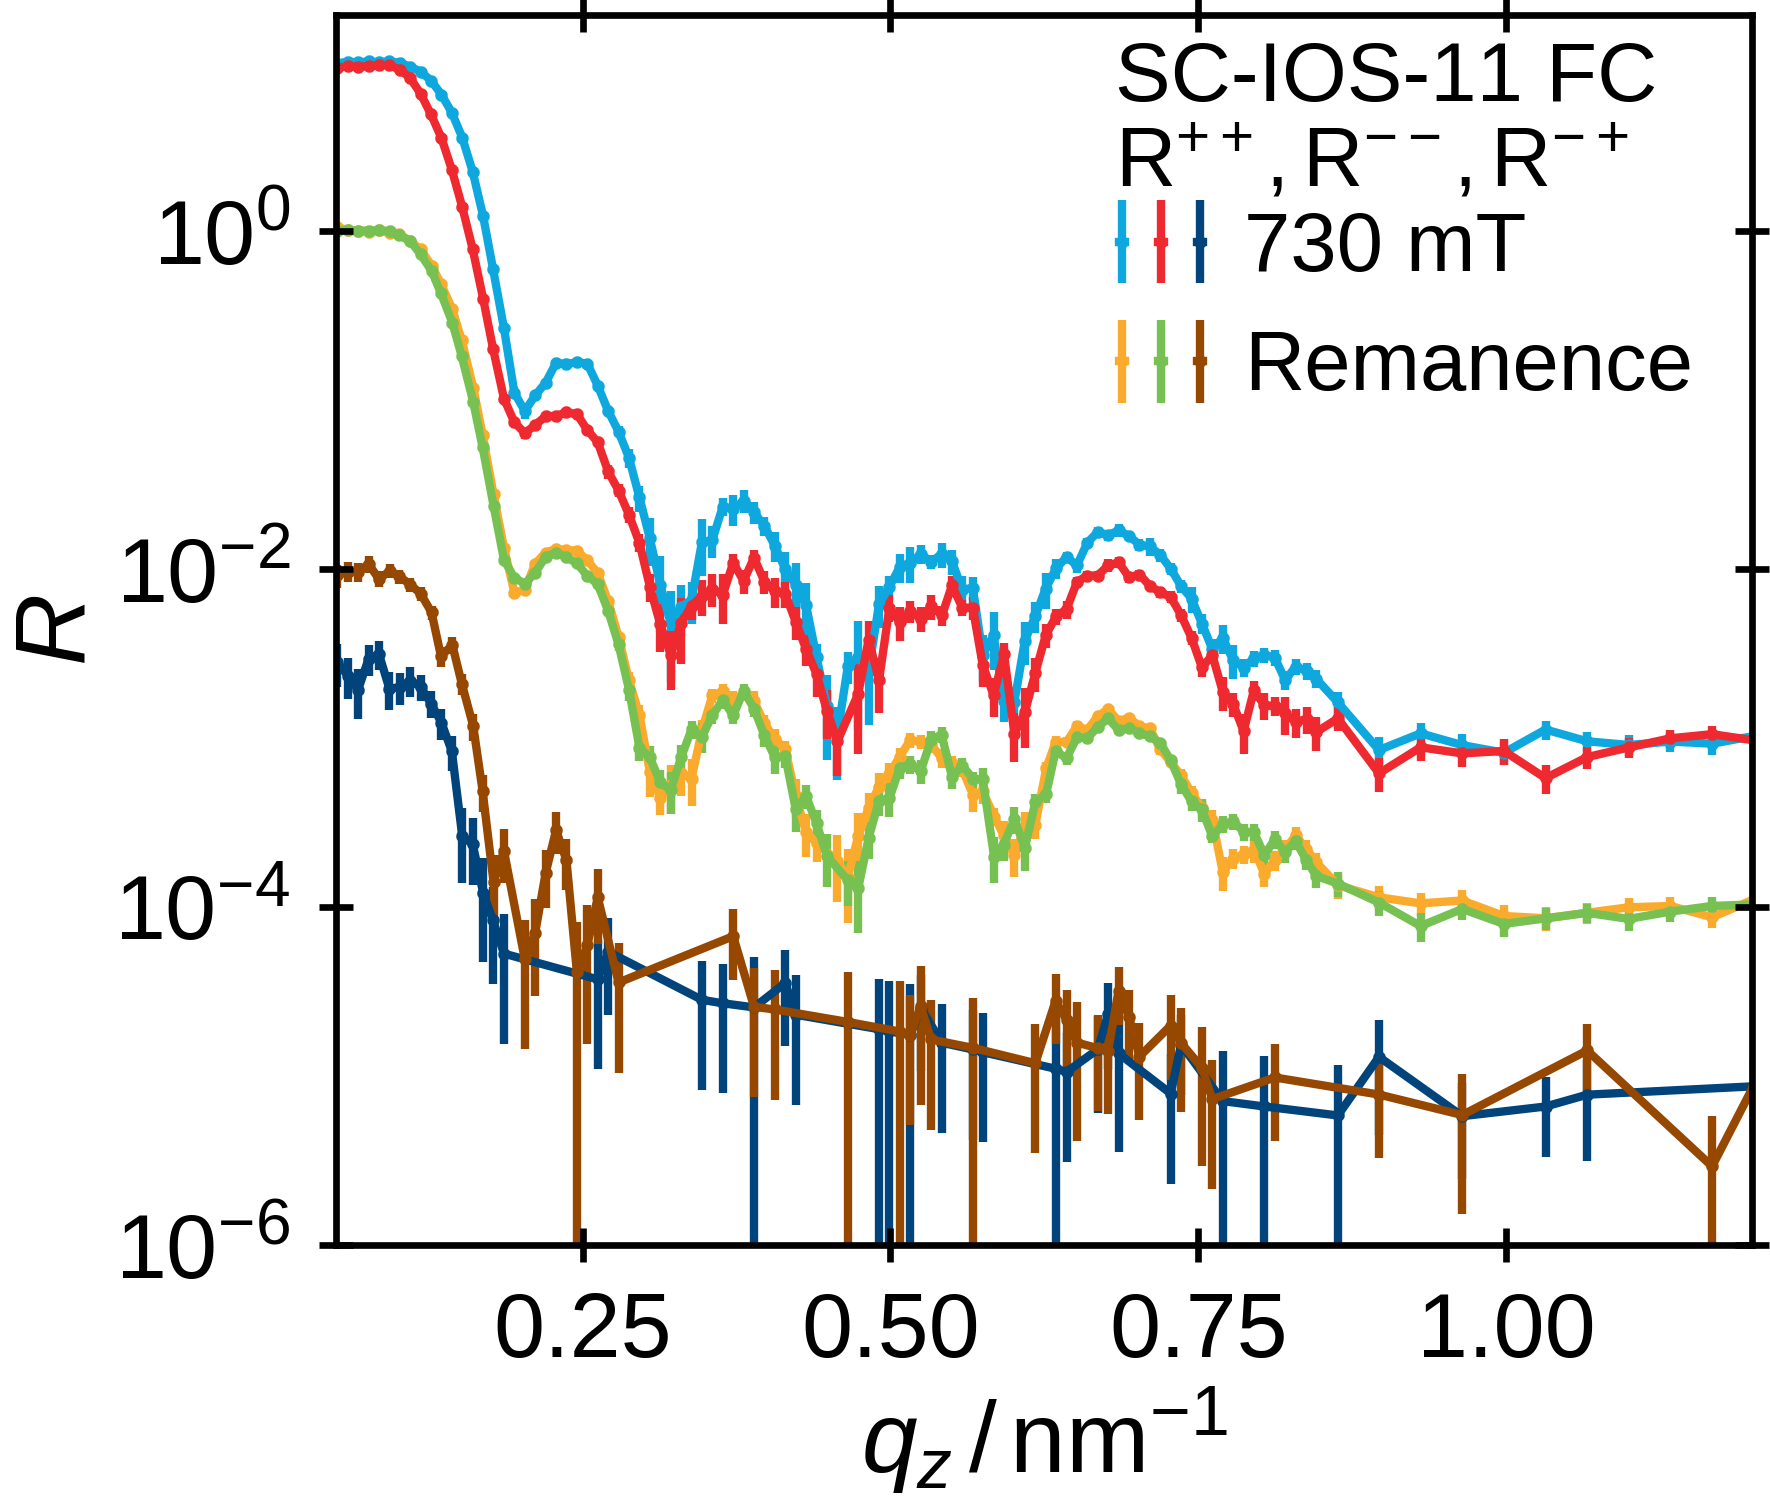 SC-IOS-11 FC
R⁺⁺, R⁻⁻, R⁻⁺
730 mT
Remanence
10⁰
10⁻²
10⁻⁴
10⁻⁶
R
0.25 0.50 0.75 1.00
q_z / nm⁻¹